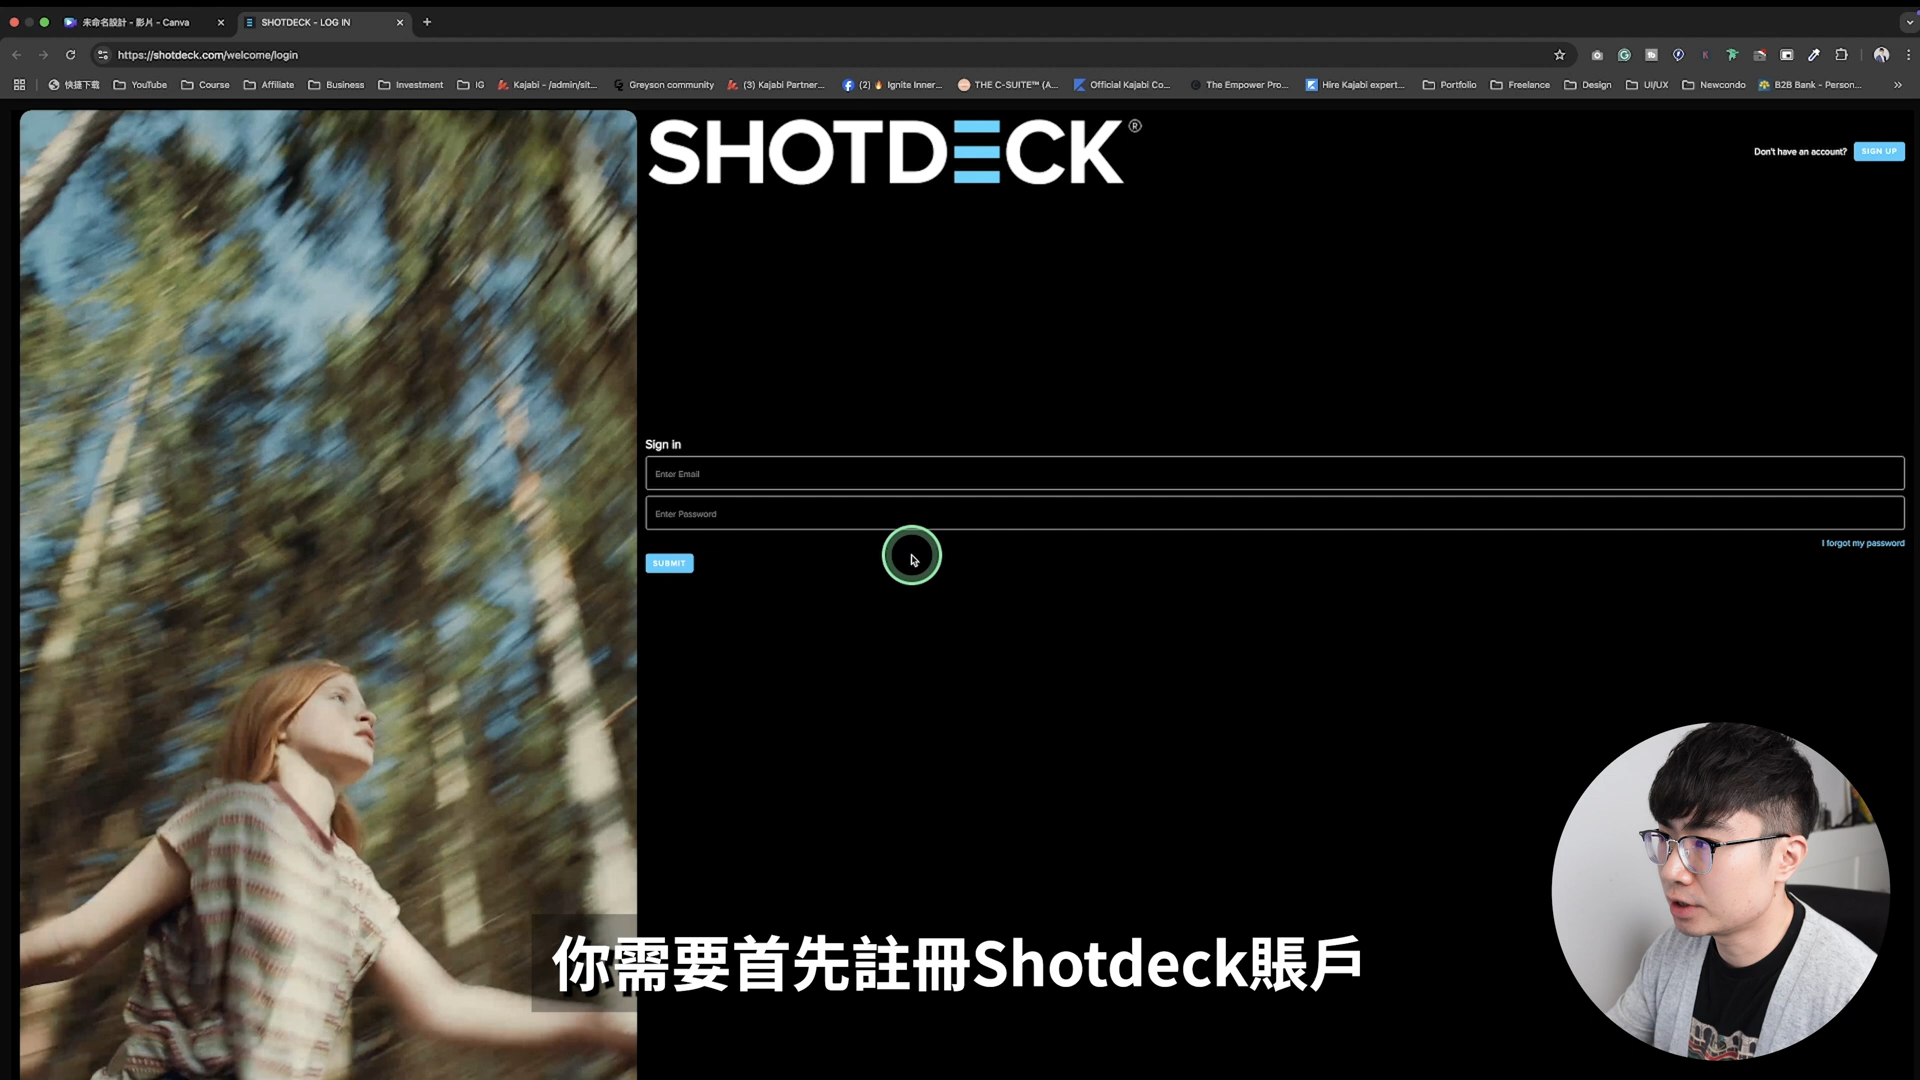 未命名設計 - 影片 - Canva
SHOTDECK - LOG IN
https://shotdeck.com/welcome/login
快捷下载
YouTube
Course
Affiliate
Business
Investment
IG
Kajabi - /admin/sit...
Greyson community
(3) Kajabi Partner...
(2) 🔥 Ignite Inner...
THE C-SUITE™ (A...
Official Kajabi Co...
The Empower Pro...
Hire Kajabi expert...
Portfolio
Freelance
Design
UI/UX
Newcondo
B2B Bank - Person...
SHOTDECK®
Don't have an account?
SIGN UP
Sign in
Enter Email
Enter Password
I forgot my password
SUBMIT
你需要首先註冊Shotdeck賬戶